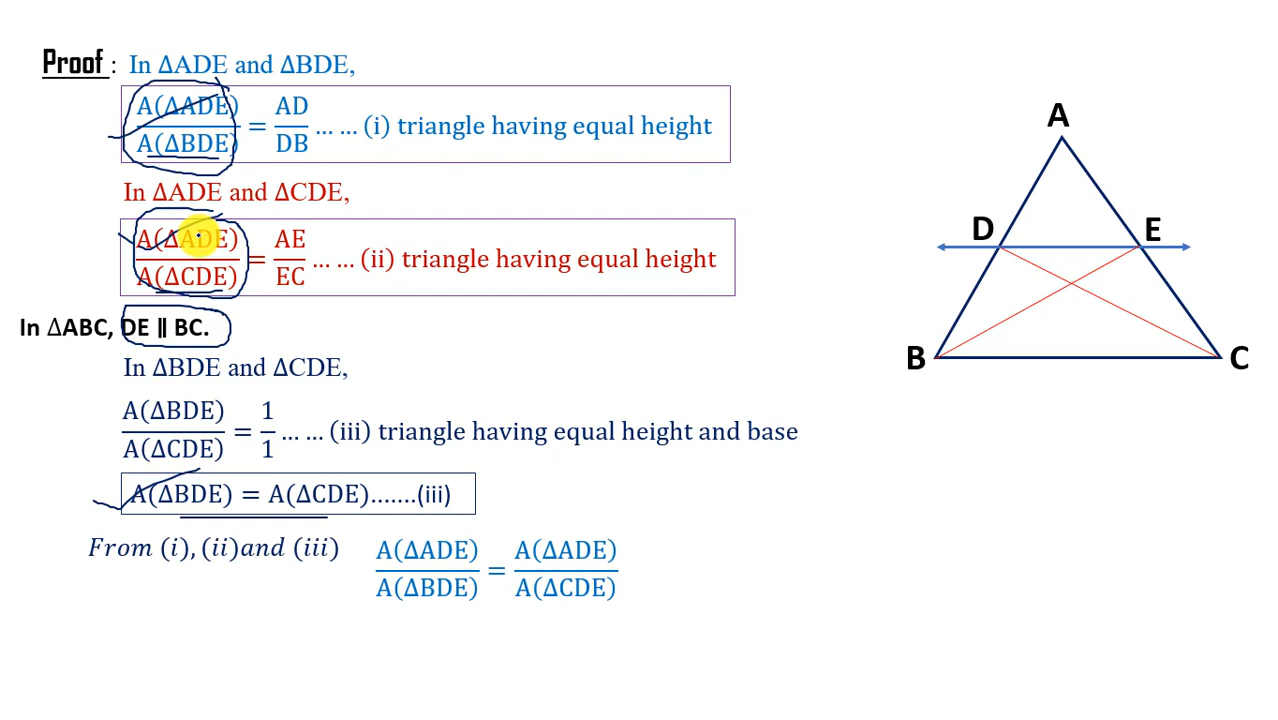 Proof : In ΔADE and ΔBDE,
A(ΔADE)/A(ΔBDE) = AD/DB ... ... (i) triangle having equal height
In ΔADE and ΔCDE,
A(ΔADE)/A(ΔCDE) = AE/EC ... ... (ii) triangle having equal height
In ΔABC, DE ∥ BC.
In ΔBDE and ΔCDE,
A(ΔBDE)/A(ΔCDE) = 1/1 ... ... (iii) triangle having equal height and base
A(ΔBDE) = A(ΔCDE).......(iii)
From (i), (ii)and (iii) A(ΔADE)/A(ΔBDE) = A(ΔADE)/A(ΔCDE)
A
D E
B C